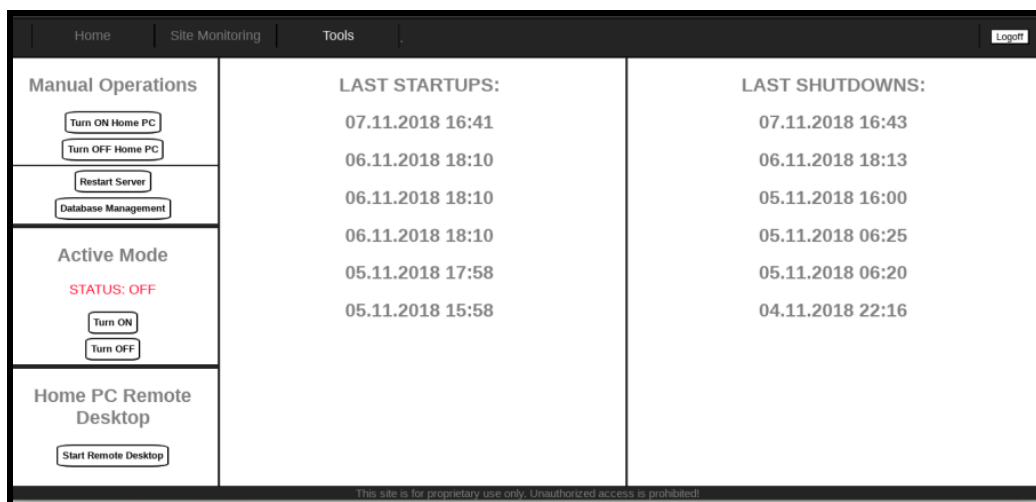 Home Site Monitoring Tools . Logoff
Manual Operations
Turn ON Home PC
Turn OFF Home PC
Restart Server
Database Management
Active Mode
STATUS: OFF
Turn ON
Turn OFF
Home PC Remote
Desktop
Start Remote Desktop
LAST STARTUPS:
07.11.2018 16:41
06.11.2018 18:10
06.11.2018 18:10
06.11.2018 18:10
05.11.2018 17:58
05.11.2018 15:58
LAST SHUTDOWNS:
07.11.2018 16:43
06.11.2018 18:13
05.11.2018 16:00
05.11.2018 06:25
05.11.2018 06:20
04.11.2018 22:16
This site is for proprietary use only. Unauthorized access is prohibited!